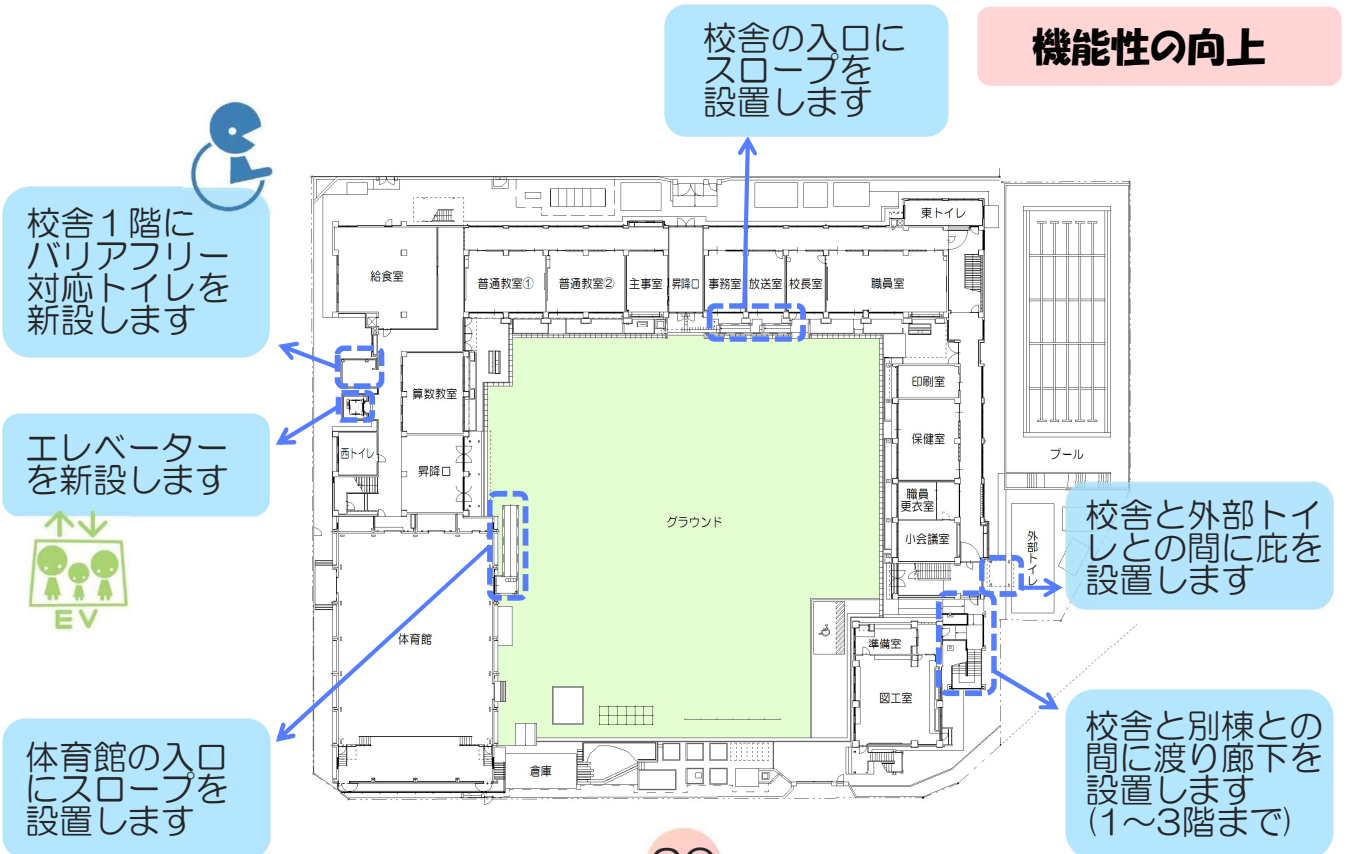 機能性の向上
校舎の入口に
スロープを
設置します
校舎１階に
バリアフリー
対応トイレを
新設します
エレベーター
を新設します
EV
体育館の入口
にスロープを
設置します
校舎と外部トイ
レとの間に庇を
設置します
校舎と別棟との
間に渡り廊下を
設置します
(1～3階まで)
東トイレ
給食室
普通教室①
普通教室②
主事室
昇降口
事務室
放送室
校長室
職員室
算数教室
西トイレ
昇降口
印刷室
保健室
職員
更衣室
小会議室
プール
外部トイレ
グラウンド
体育館
準備室
図工室
倉庫